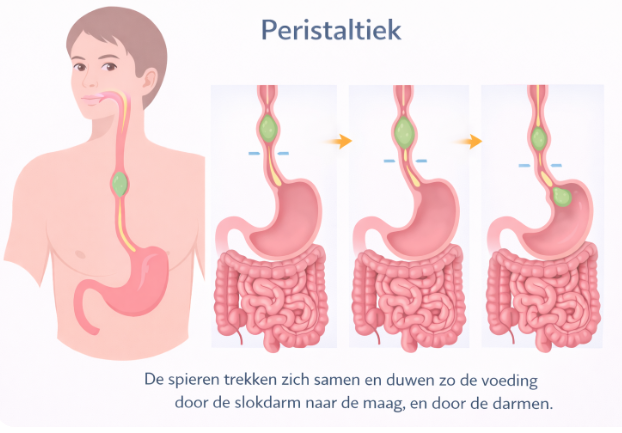 Peristaltiek
De spieren trekken zich samen en duwen zo de voeding
door de slokdarm naar de maag, en door de darmen.